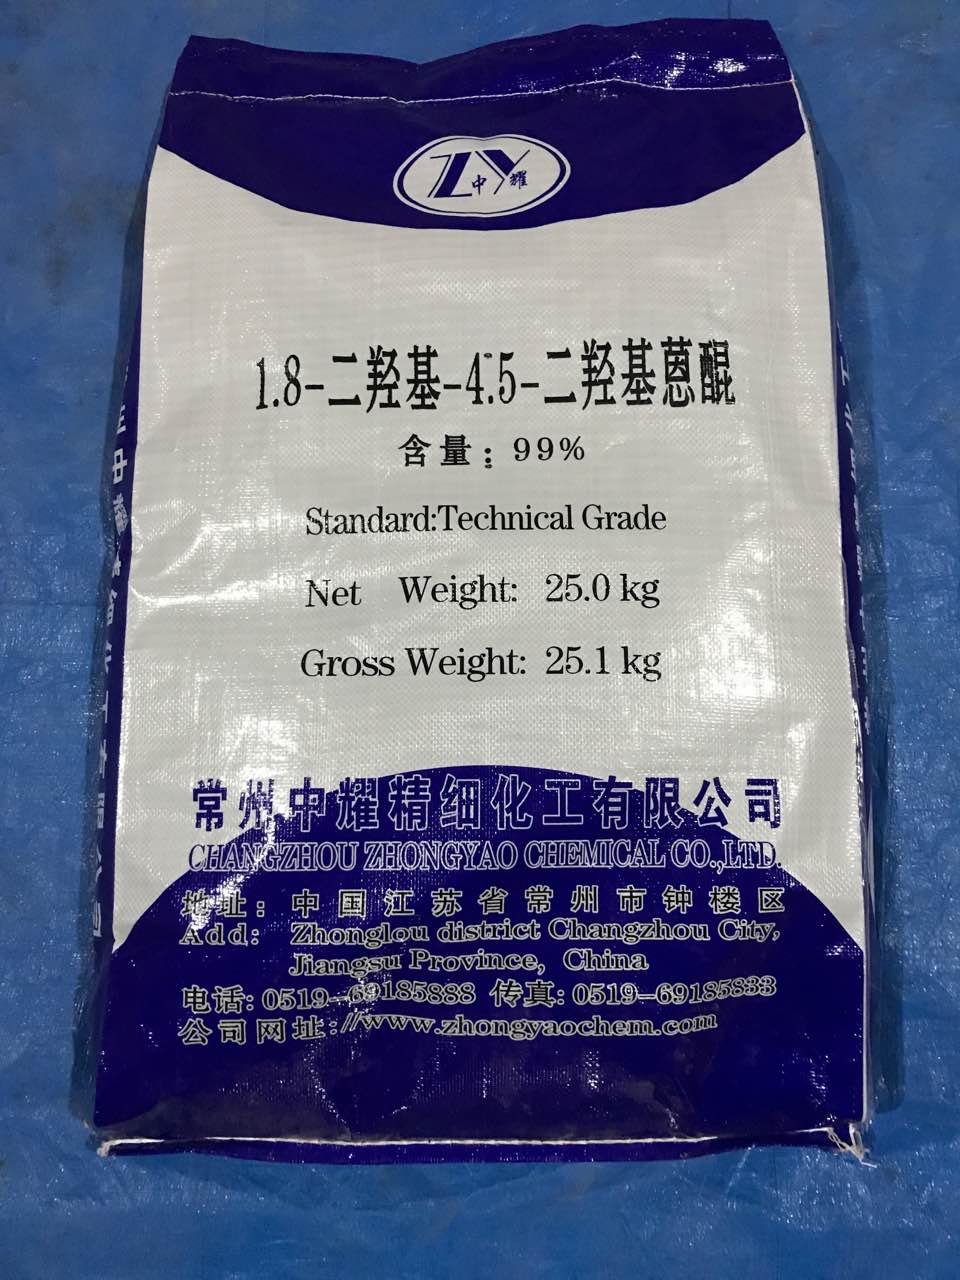 ZY
中耀
1.8-二羟基-4.5-二羟基蒽醌
含量：99%
Standard:Technical Grade
Net Weight: 25.0 kg
Gross Weight: 25.1 kg
常州中耀精细化工有限公司
CHANGZHOU ZHONGYAO CHEMICAL CO.,LTD.
地址：中国江苏省常州市钟楼区
Add: Zhonglou district Changzhou City,
Jiangsu Province, China
电话: 0519-69185888 传真: 0519-69185833
公司网址://www.zhongyaochem.com